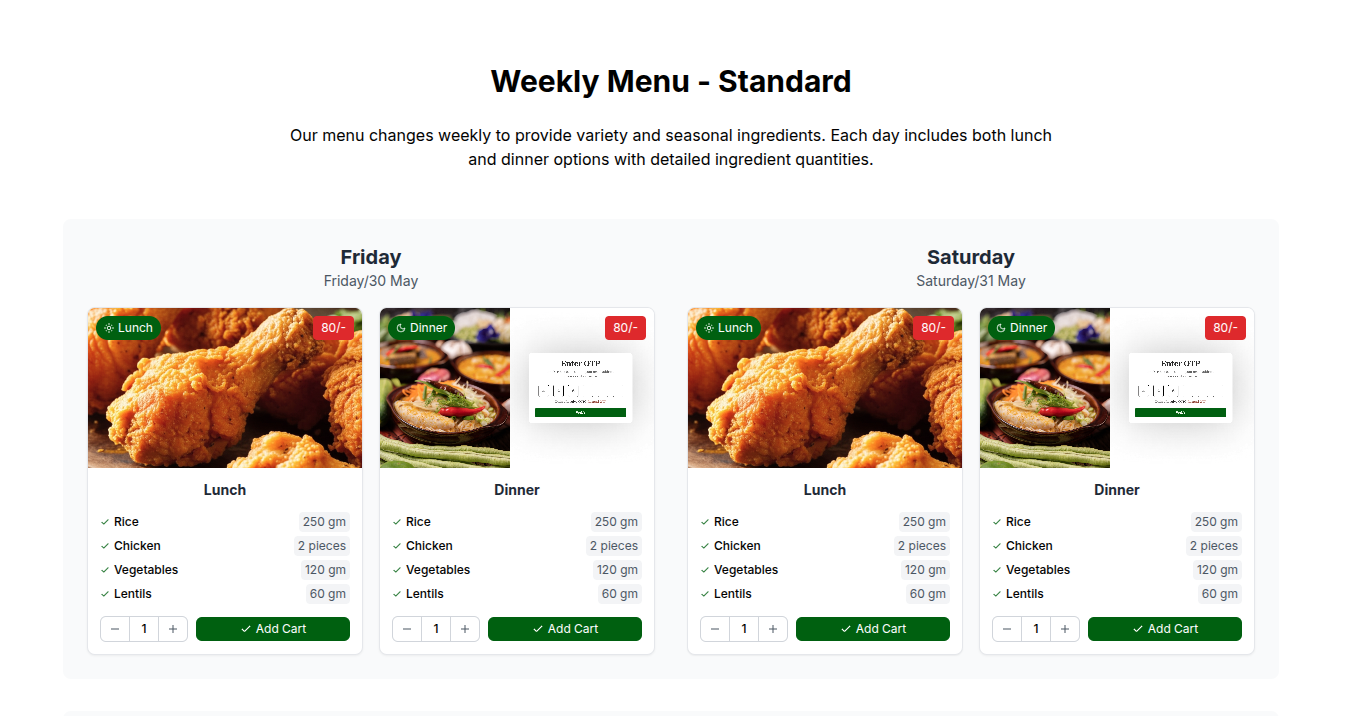 Weekly Menu - Standard
Our menu changes weekly to provide variety and seasonal ingredients. Each day includes both lunch
and dinner options with detailed ingredient quantities.
Friday
Friday/30 May
Lunch
80/-
Lunch
Rice 250 gm
Chicken 2 pieces
Vegetables 120 gm
Lentils 60 gm
1
Add Cart
Dinner
80/-
Enter OTP
Dinner
Rice 250 gm
Chicken 2 pieces
Vegetables 120 gm
Lentils 60 gm
1
Add Cart
Saturday
Saturday/31 May
Lunch
80/-
Lunch
Rice 250 gm
Chicken 2 pieces
Vegetables 120 gm
Lentils 60 gm
1
Add Cart
Dinner
80/-
Enter OTP
Dinner
Rice 250 gm
Chicken 2 pieces
Vegetables 120 gm
Lentils 60 gm
1
Add Cart